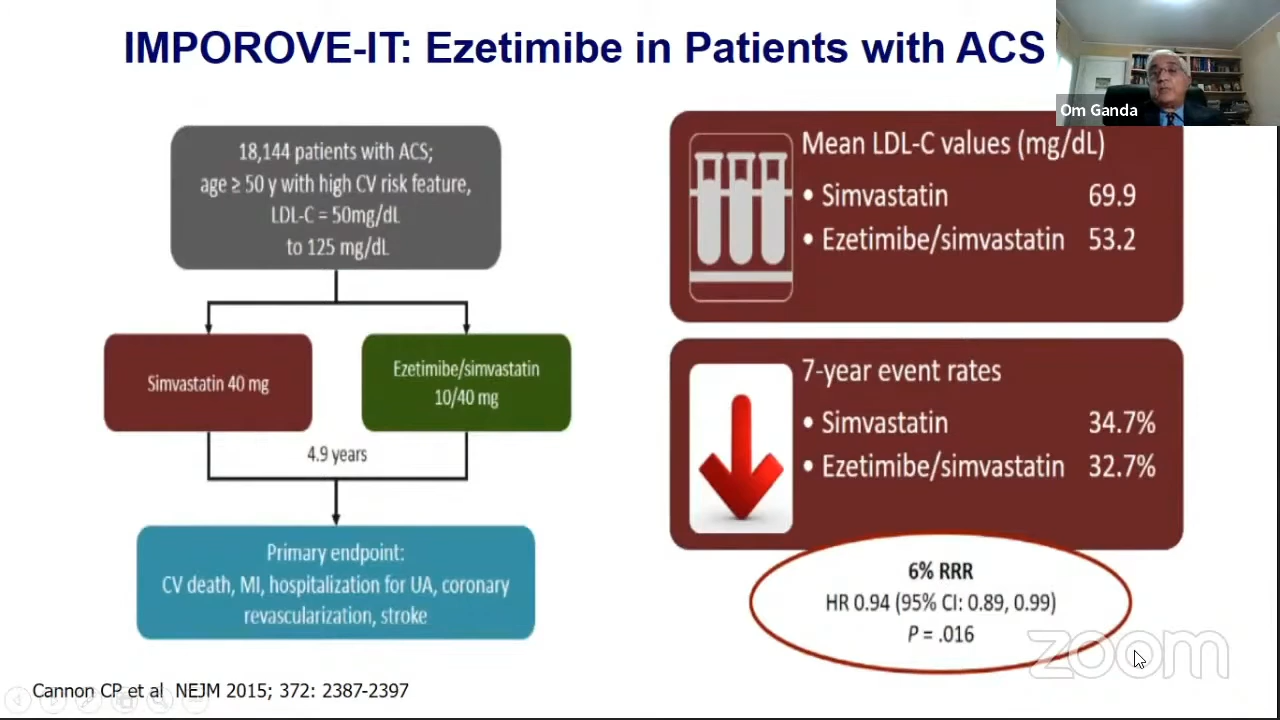 IMPOROVE-IT: Ezetimibe in Patients with ACS
Om Ganda
18,144 patients with ACS;
age ≥ 50 y with high CV risk feature,
LDL-C = 50mg/dL
to 125 mg/dL
Simvastatin 40 mg
Ezetimibe/simvastatin
10/40 mg
4.9 years
Primary endpoint:
CV death, MI, hospitalization for UA, coronary
revascularization, stroke
Mean LDL-C values (mg/dL)
• Simvastatin 69.9
• Ezetimibe/simvastatin 53.2
7-year event rates
• Simvastatin 34.7%
• Ezetimibe/simvastatin 32.7%
6% RRR
HR 0.94 (95% CI: 0.89, 0.99)
P = .016
zoom
Cannon CP et al NEJM 2015; 372: 2387-2397